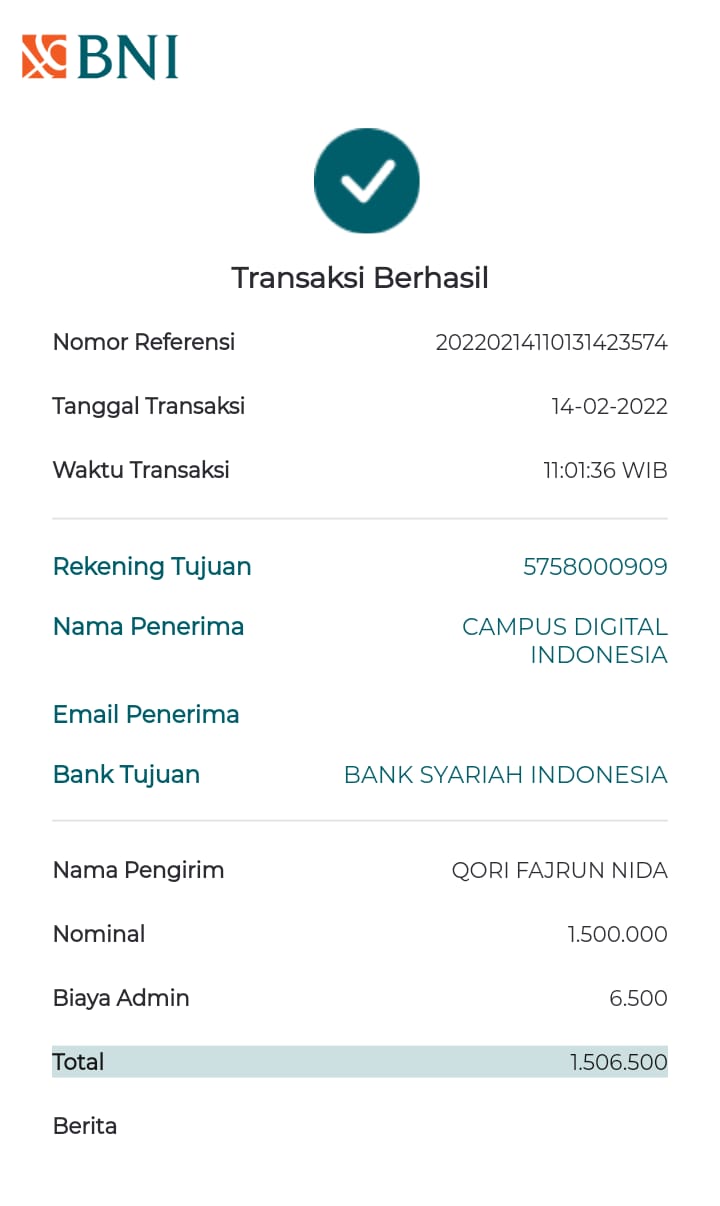 BNI
Transaksi Berhasil
Nomor Referensi 20220214110131423574
Tanggal Transaksi 14-02-2022
Waktu Transaksi 11:01:36 WIB
Rekening Tujuan 5758000909
Nama Penerima CAMPUS DIGITAL
INDONESIA
Email Penerima
Bank Tujuan BANK SYARIAH INDONESIA
Nama Pengirim QORI FAJRUN NIDA
Nominal 1.500.000
Biaya Admin 6.500
Total 1.506.500
Berita